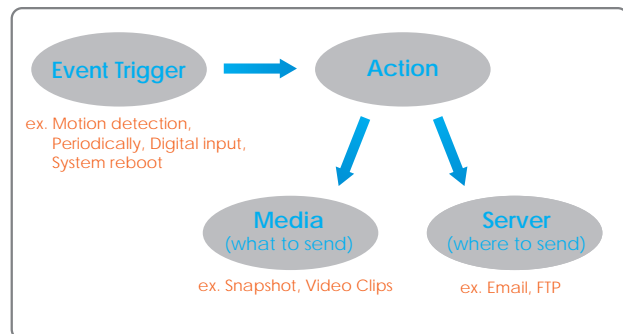 Event Trigger
Action
ex. Motion detection,
Periodically, Digital input,
System reboot
Media
(what to send)
Server
(where to send)
ex. Snapshot, Video Clips
ex. Email, FTP